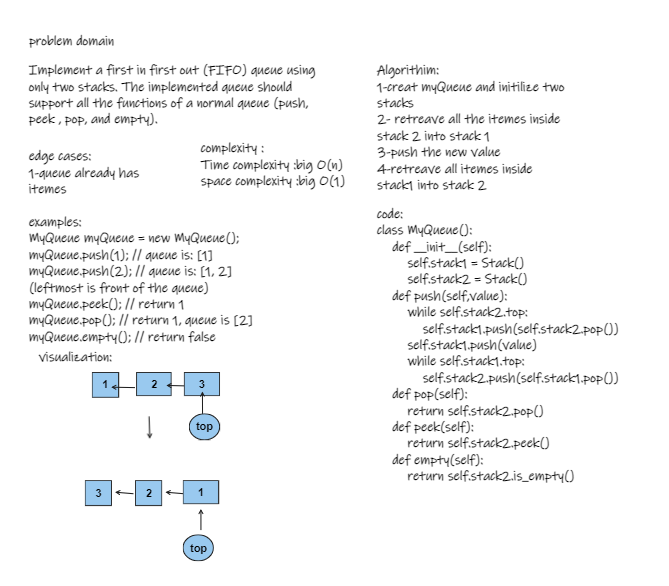 problem domain
Implement a first in first out (FIFO) queue using
only two stacks. The implemented queue should
support all the functions of a normal queue (push,
peek , pop, and empty).
edge cases:
1-queue already has
itemes
complexity :
Time complexity :big O(n)
space complexity :big O(1)
examples:
MyQueue myQueue = new MyQueue();
myQueue.push(1); // queue is: [1]
myQueue.push(2); // queue is: [1, 2]
(leftmost is front of the queue)
myQueue.peek(); // return 1
myQueue.pop(); // return 1, queue is [2]
myQueue.empty(); // return false
visualization:
1 2 3
top
3 2 1
top
Algorithim:
1-creat myQueue and initilize two
stacks
2- retreave all the itemes inside
stack 2 into stack 1
3-push the new value
4-retreave all itemes inside
stack1 into stack 2
code:
class MyQueue():
def __init__(self):
self.stack1 = Stack()
self.stack2 = Stack()
def push(self,value):
while self.stack2.top:
self.stack1.push(self.stack2.pop())
self.stack1.push(value)
while self.stack1.top:
self.stack2.push(self.stack1.pop())
def pop(self):
return self.stack2.pop()
def peek(self):
return self.stack2.peek()
def empty(self):
return self.stack2.is_empty()